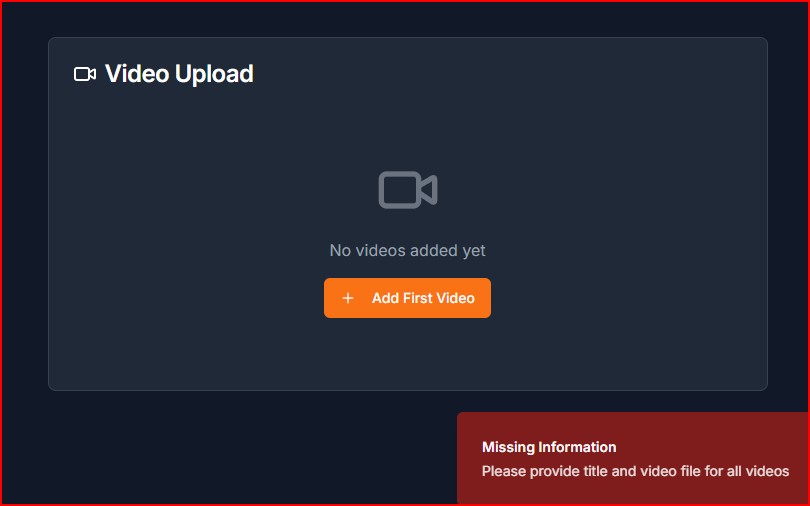 Video Upload
No videos added yet
+ Add First Video
Missing Information
Please provide title and video file for all videos